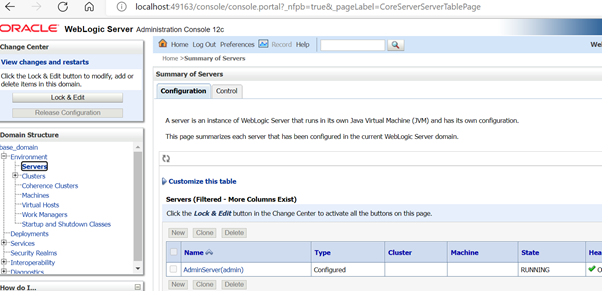 localhost:49163/console/console.portal?_nfpb=true&_pageLabel=CoreServerServerTablePage
ORACLE WebLogic Server Administration Console 12c
Change Center
View changes and restarts
Click the Lock & Edit button to modify, add or
delete items in this domain.
Lock & Edit
Release Configuration
Domain Structure
base_domain
Environment
Servers
Clusters
Coherence Clusters
Machines
Virtual Hosts
Work Managers
Startup and Shutdown Classes
Deployments
Services
Security Realms
Interoperability
Diagnostics
How do I...
Home Log Out Preferences Record Help
Home >Summary of Servers
Summary of Servers
Configuration Control
A server is an instance of WebLogic Server that runs in its own Java Virtual Machine (JVM) and has its own configuration.
This page summarizes each server that has been configured in the current WebLogic Server domain.
Customize this table
Servers (Filtered - More Columns Exist)
Click the Lock & Edit button in the Change Center to activate all the buttons on this page.
New Clone Delete
Name Type Cluster Machine State Hea
AdminServer(admin) Configured RUNNING O
New Clone Delete